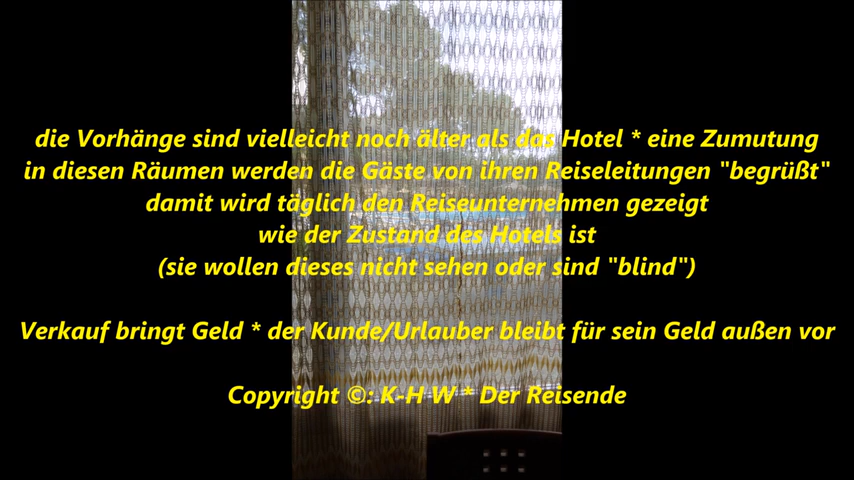 die Vorhänge sind vielleicht noch älter als das Hotel * eine Zumutung
in diesen Räumen werden die Gäste von ihren Reiseleitungen "begrüßt"
damit wird täglich den Reiseunternehmen gezeigt
wie der Zustand des Hotels ist
(sie wollen dieses nicht sehen oder sind "blind")
Verkauf bringt Geld * der Kunde/Urlauber bleibt für sein Geld außen vor
Copyright ©: K-H W * Der Reisende